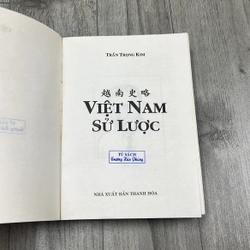 TRẦN TRỌNG KIM
越南史略
VIỆT NAM
SỬ LƯỢC
TỦ SÁCH
NHÀ XUẤT BẢN THANH HÓA